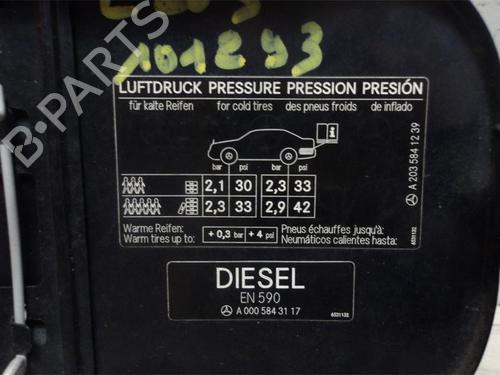 101293
LUFTDRUCK PRESSURE PRESSION PRESIÓN
für kalte Reifen for cold tires des pneus froids de inflado
bar psi bar psi
2,1 30 2,3 33
2,3 33 2,9 42
Warme Reifen: Pneus échauffes jusqu'à:
Warm tires up to: + 0,3 bar + 4 psi Neumáticos calientes hasta:
A 203 584 12 39
6531132
DIESEL
EN 590
A 000 584 31 17
6531132
B-PARTS